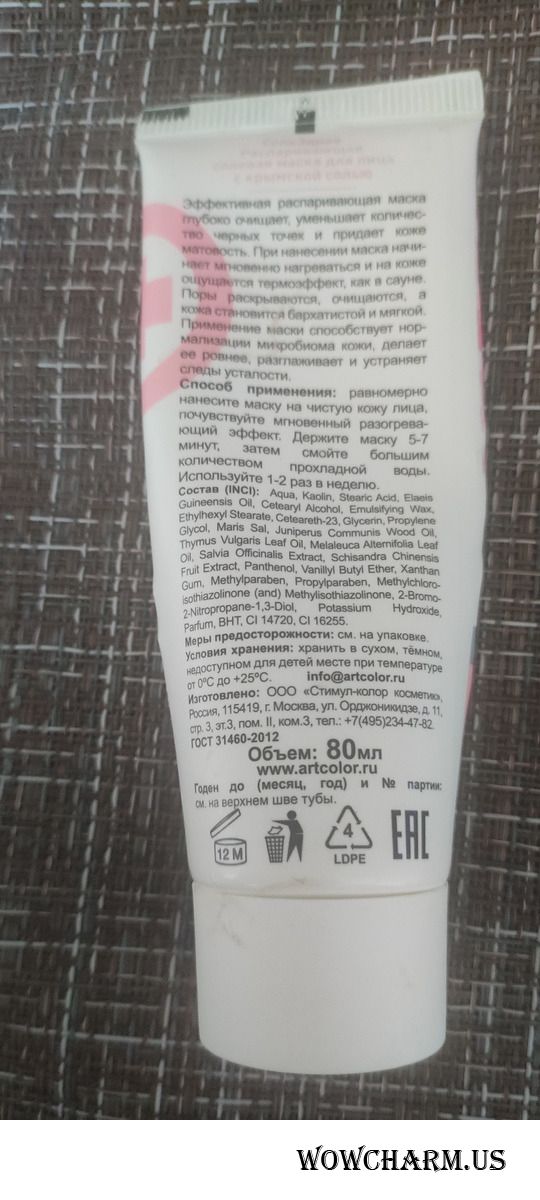 Распаривающая
солевая маска для лица
с крымской солью
Эффективная распаривающая маска
глубоко очищает, уменьшает количес-
тво черных точек и придает коже
матовость. При нанесении маска начи-
нает мгновенно нагреваться и на коже
ощущается термоэффект, как в сауне.
Поры раскрываются, очищаются, а
кожа становится бархатистой и мягкой.
Применение маски способствует нор-
мализации микробиома кожи, делает
ее ровнее, разглаживает и устраняет
следы усталости.
Способ применения: равномерно
нанесите маску на чистую кожу лица,
почувствуйте мгновенный разогрева-
ющий эффект. Держите маску 5-7
минут, затем смойте большим
количеством прохладной воды.
Используйте 1-2 раз в неделю.
Состав (INCI): Aqua, Kaolin, Stearic Acid, Elaeis
Guineensis Oil, Cetearyl Alcohol, Emulsifying Wax,
Ethylhexyl Stearate, Ceteareth-23, Glycerin, Propylene
Glycol, Maris Sal, Juniperus Communis Wood Oil,
Thymus Vulgaris Leaf Oil, Melaleuca Alternifolia Leaf
Oil, Salvia Officinalis Extract, Schisandra Chinensis
Fruit Extract, Panthenol, Vanillyl Butyl Ether, Xanthan
Gum, Methylparaben, Propylparaben, Methylchloro-
isothiazolinone (and) Methylisothiazolinone, 2-Bromo-
2-Nitropropane-1,3-Diol, Potassium Hydroxide,
Parfum, BHT, CI 14720, CI 16255.
Меры предосторожности: см. на упаковке.
Условия хранения: хранить в сухом, тёмном,
недоступном для детей месте при температуре
от 0°С до +25°С. info@artcolor.ru
Изготовлено: ООО «Стимул-колор косметик»,
Россия, 115419, г. Москва, ул. Орджоникидзе, д. 11,
стр. 3, эт.3, пом. II, ком.3, тел.: +7(495)234-47-82.
ГОСТ 31460-2012
Объем: 80мл
www.artcolor.ru
Годен до (месяц, год) и № партии:
см. на верхнем шве тубы.
12 M
4
LDPE
EAC
WOWCHARM.US